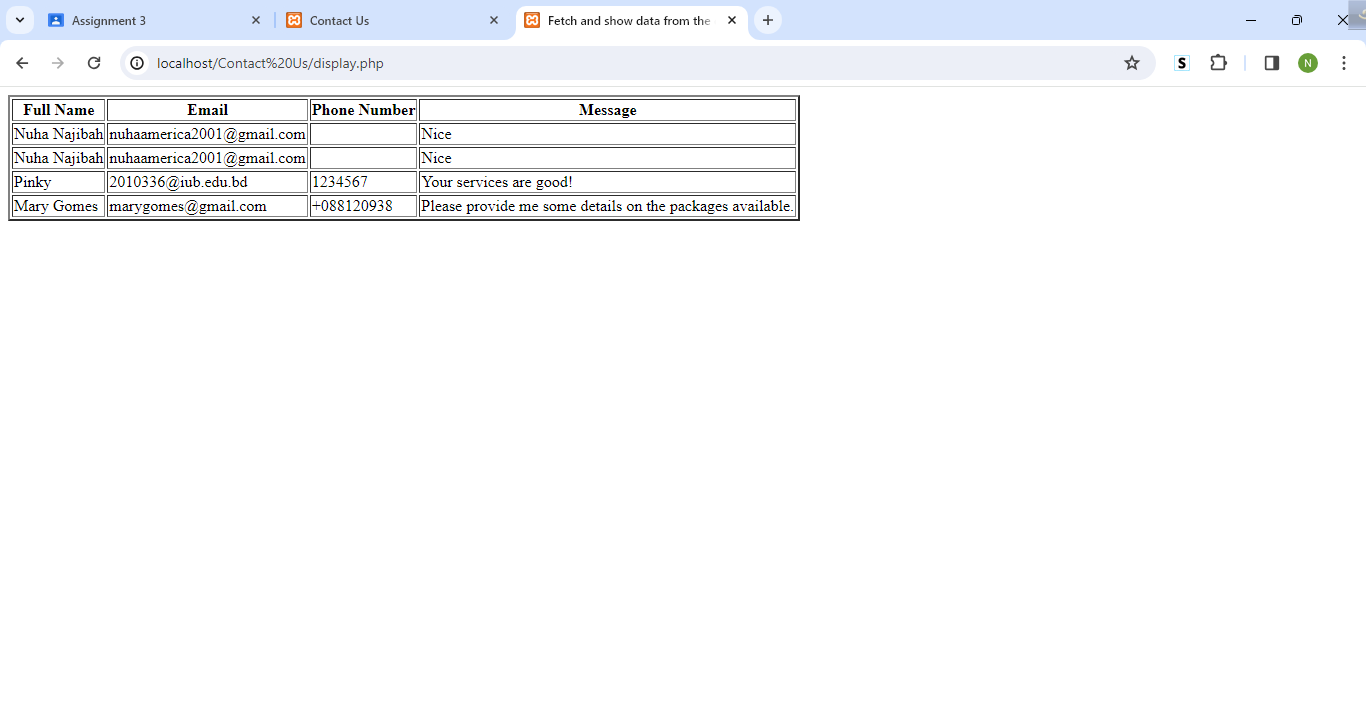 Assignment 3
Contact Us
Fetch and show data from the
localhost/Contact%20Us/display.php
S
N
Full Name Email Phone Number Message
Nuha Najibah nuhaamerica2001@gmail.com Nice
Nuha Najibah nuhaamerica2001@gmail.com Nice
Pinky 2010336@iub.edu.bd 1234567 Your services are good!
Mary Gomes marygomes@gmail.com +088120938 Please provide me some details on the packages available.